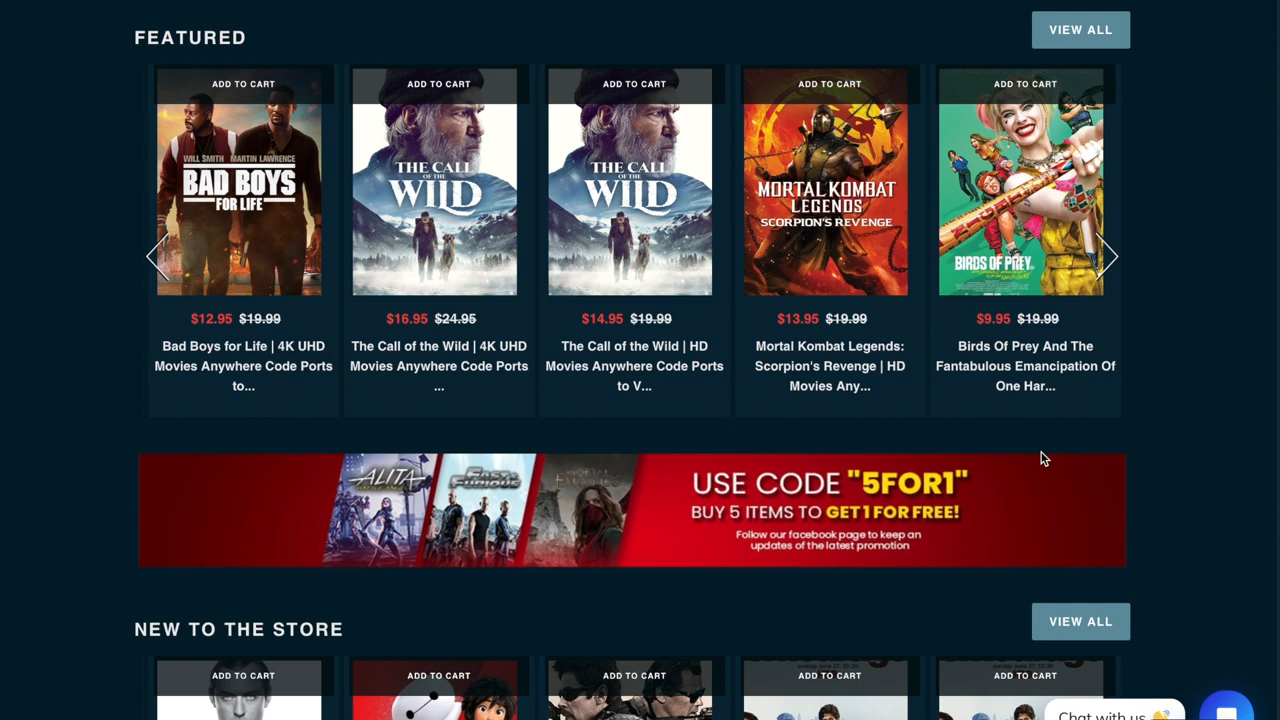 FEATURED
VIEW ALL
ADD TO CART
ADD TO CART
ADD TO CART
ADD TO CART
ADD TO CART
WILL SMITH MARTIN LAWRENCE
BAD BOYS
FOR LIFE
THE CALL
OF THE
WILD
THE CALL
OF THE
WILD
MORTAL KOMBAT
LEGENDS
SCORPION'S REVENGE
BIRDS OF PREY
$12.95 $19.99
$16.95 $24.95
$14.95 $19.99
$13.95 $19.99
$9.95 $19.99
Bad Boys for Life | 4K UHD
Movies Anywhere Code Ports
to...
The Call of the Wild | 4K UHD
Movies Anywhere Code Ports
...
The Call of the Wild | HD
Movies Anywhere Code Ports
to V...
Mortal Kombat Legends:
Scorpion's Revenge | HD
Movies Any...
Birds Of Prey And The
Fantabulous Emancipation Of
One Har...
ALITA
FAST & FURIOUS
USE CODE "5FOR1"
BUY 5 ITEMS TO GET 1 FOR FREE!
Follow our facebook page to keep an
updates of the latest promotion
NEW TO THE STORE
VIEW ALL
ADD TO CART
ADD TO CART
ADD TO CART
ADD TO CART
ADD TO CART
Chat with us 👋